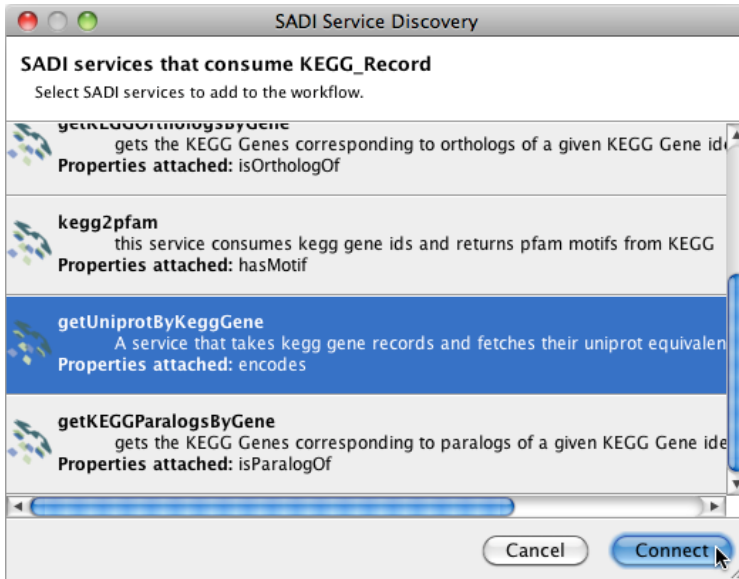 SADI Service Discovery
SADI services that consume KEGG_Record
Select SADI services to add to the workflow.
getKEGGOrthologsByGene
gets the KEGG Genes corresponding to orthologs of a given KEGG Gene ide
Properties attached: isOrthologOf
kegg2pfam
this service consumes kegg gene ids and returns pfam motifs from KEGG
Properties attached: hasMotif
getUniprotByKeggGene
A service that takes kegg gene records and fetches their uniprot equivalen
Properties attached: encodes
getKEGGParalogsByGene
gets the KEGG Genes corresponding to paralogs of a given KEGG Gene ide
Properties attached: isParalogOf
Cancel
Connect